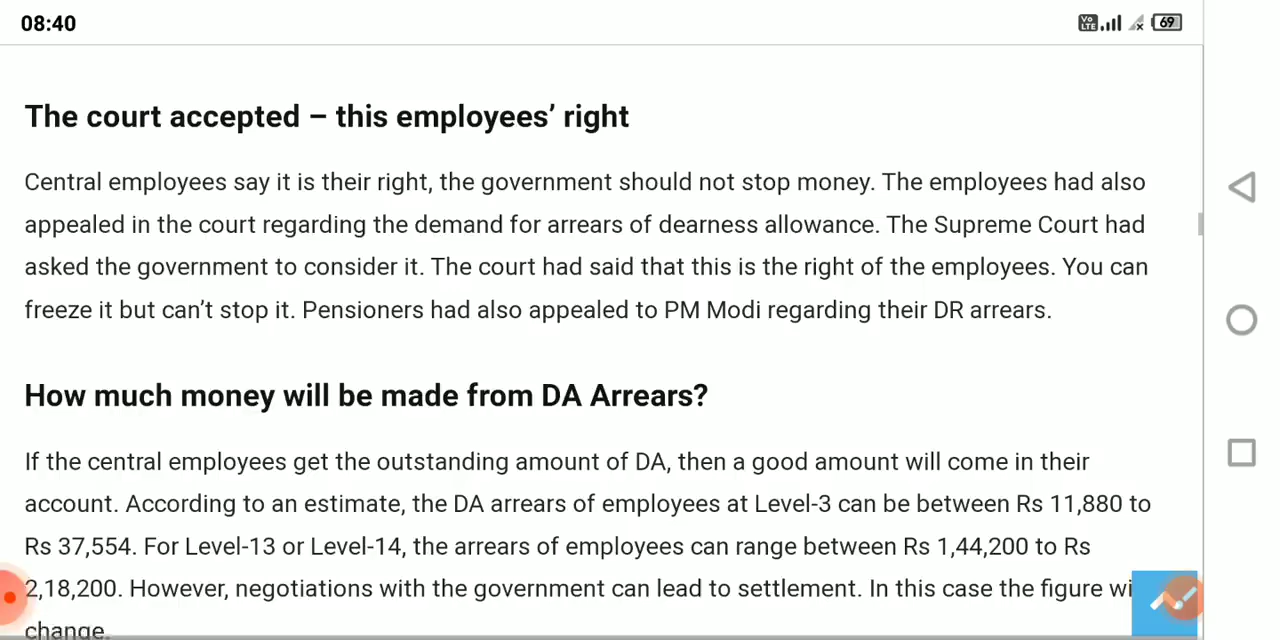 08:40
Vo LTE 69
The court accepted – this employees’ right
Central employees say it is their right, the government should not stop money. The employees had also
appealed in the court regarding the demand for arrears of dearness allowance. The Supreme Court had
asked the government to consider it. The court had said that this is the right of the employees. You can
freeze it but can’t stop it. Pensioners had also appealed to PM Modi regarding their DR arrears.
How much money will be made from DA Arrears?
If the central employees get the outstanding amount of DA, then a good amount will come in their
account. According to an estimate, the DA arrears of employees at Level-3 can be between Rs 11,880 to
Rs 37,554. For Level-13 or Level-14, the arrears of employees can range between Rs 1,44,200 to Rs
2,18,200. However, negotiations with the government can lead to settlement. In this case the figure wi
change.